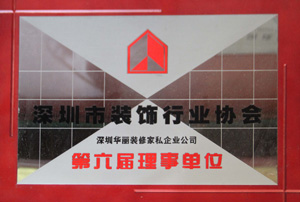 深圳市装饰行业协会
深圳华丽装修家私企业公司
第六届理事单位